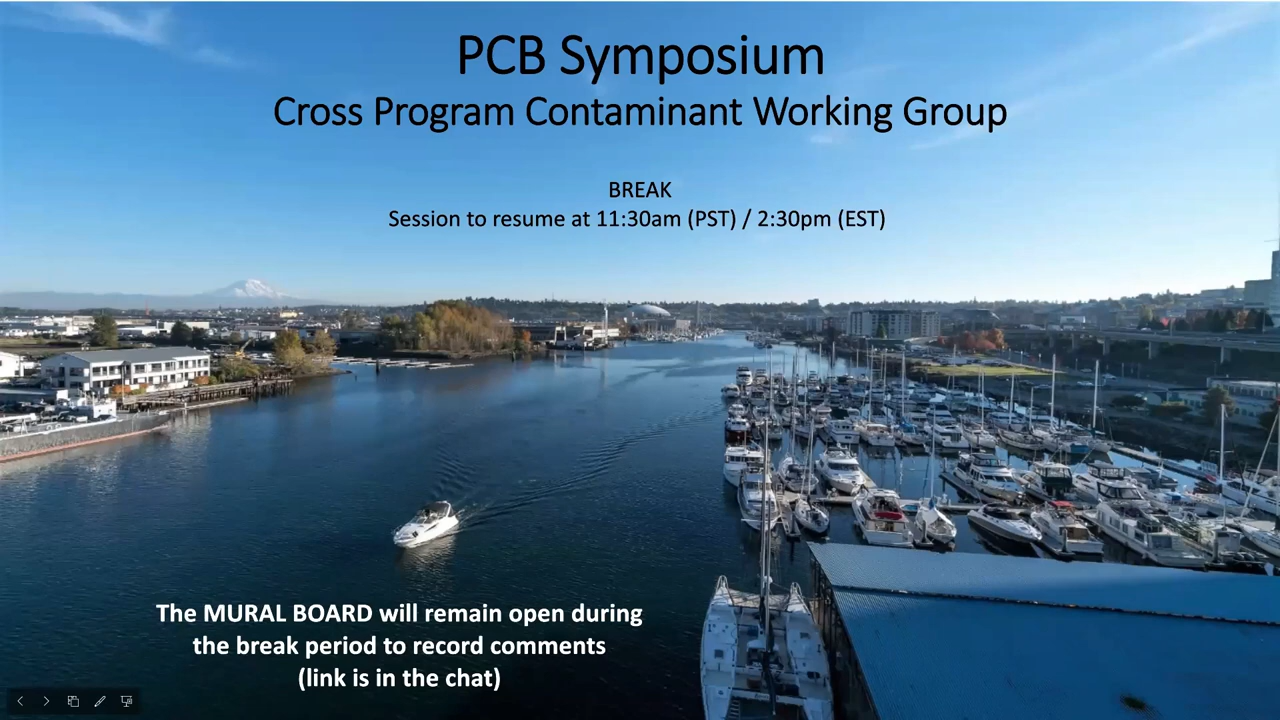 PCB Symposium
Cross Program Contaminant Working Group
BREAK
Session to resume at 11:30am (PST) / 2:30pm (EST)
The MURAL BOARD will remain open during
the break period to record comments
(link is in the chat)